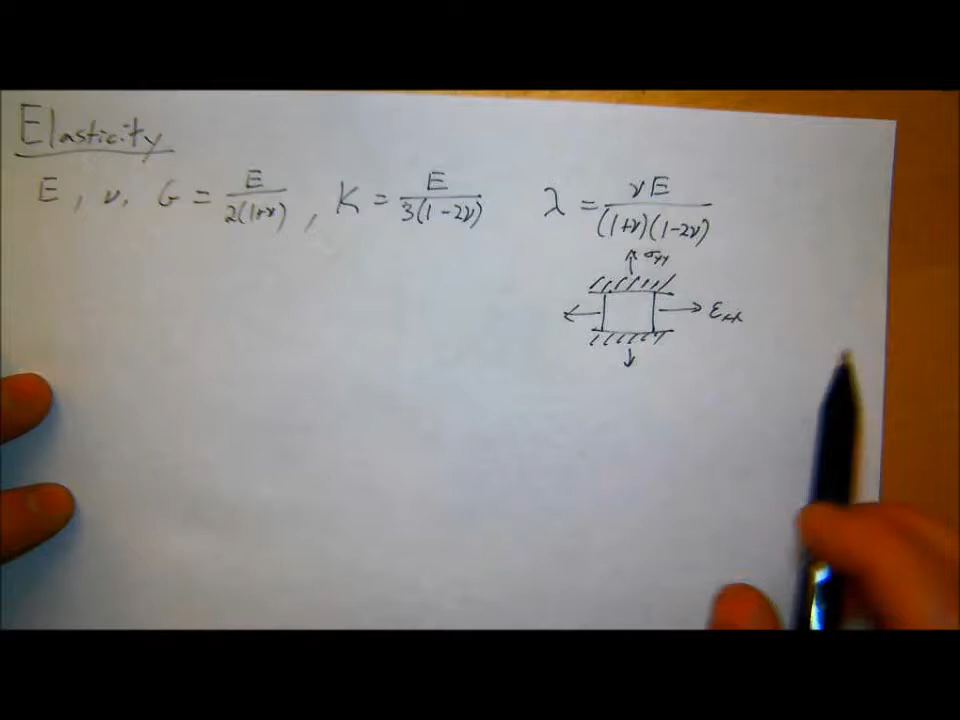 Elasticity
E, ν, G = E / 2(1+ν), K = E / 3(1-2ν) λ = νE / (1+ν)(1-2ν)
σyy
εxx